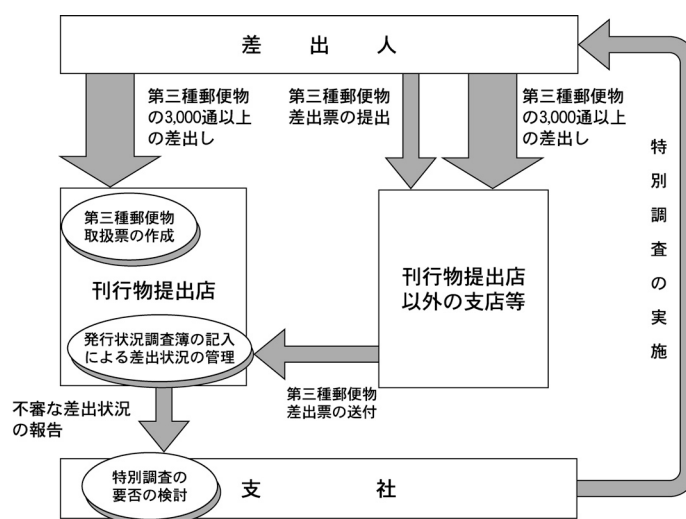 差出人
第三種郵便物
の3,000通以上
の差出し
第三種郵便物
差出票の提出
第三種郵便物
の3,000通以上
の差出し
特別調査の実施
第三種郵便物
取扱票の作成
刊行物提出店
発行状況調査簿の記入
による差出状況の管理
刊行物提出店
以外の支店等
第三種郵便物
差出票の送付
不審な差出状況
の報告
特別調査の
要否の検討
支社